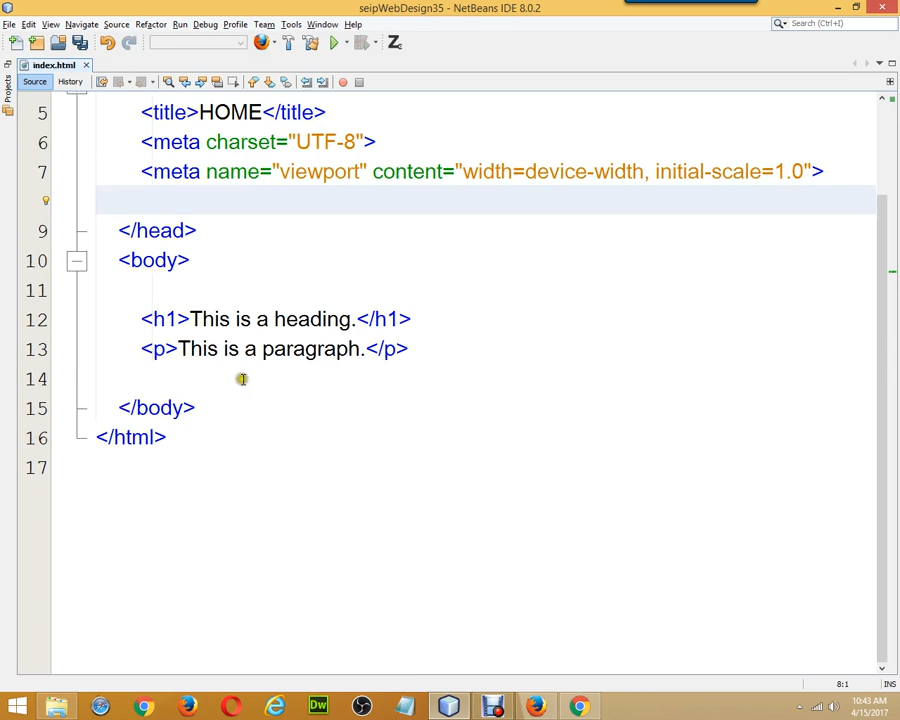 seipWebDesign35 - NetBeans IDE 8.0.2
File Edit View Navigate Source Refactor Run Debug Profile Team Tools Window Help
Search (Ctrl+I)
index.html
Source History
Projects
5 <title>HOME</title>
6 <meta charset="UTF-8">
7 <meta name="viewport" content="width=device-width, initial-scale=1.0">
9 </head>
10 <body>
11
12 <h1>This is a heading.</h1>
13 <p>This is a paragraph.</p>
14
15 </body>
16 </html>
17
8:1 INS
Dw
10:43 AM
4/15/2017